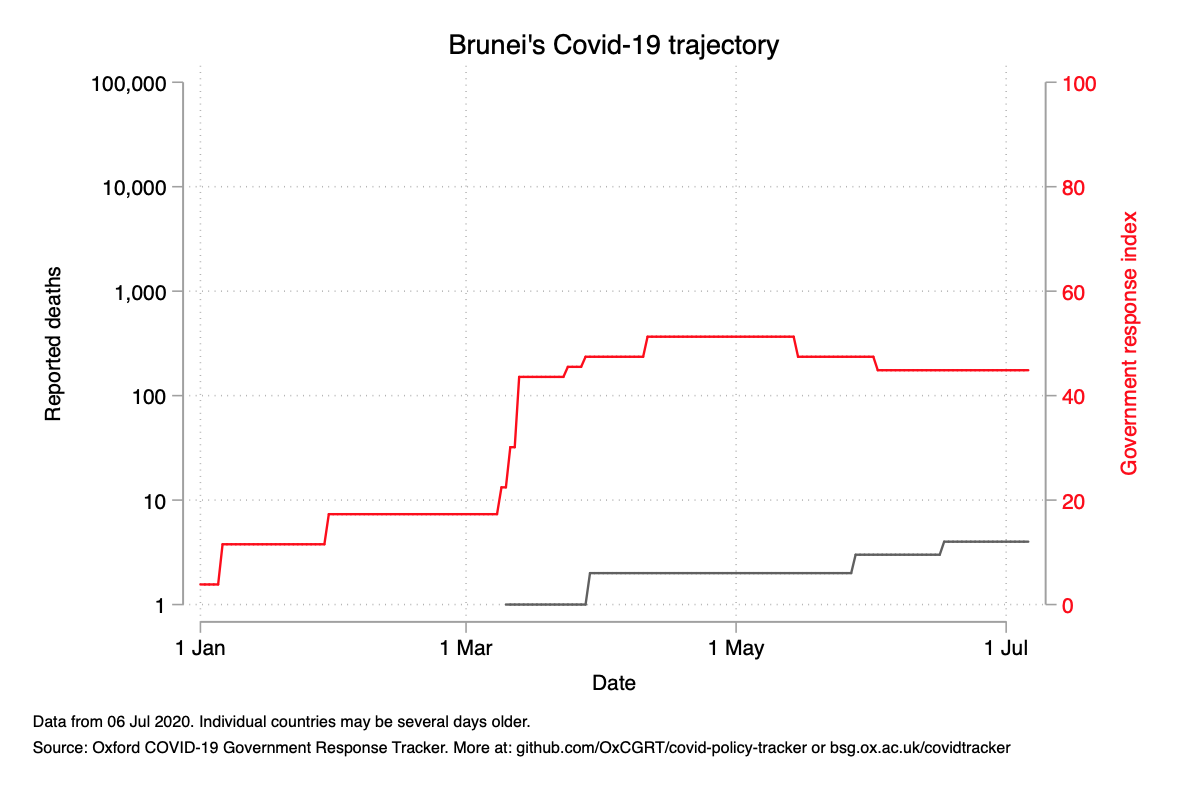 Brunei's Covid-19 trajectory
100,000
10,000
1,000
100
10
1
Reported deaths
100
80
60
40
20
0
Government response index
1 Jan
1 Mar
1 May
1 Jul
Date
Data from 06 Jul 2020. Individual countries may be several days older.
Source: Oxford COVID-19 Government Response Tracker. More at: github.com/OxCGRT/covid-policy-tracker or bsg.ox.ac.uk/covidtracker